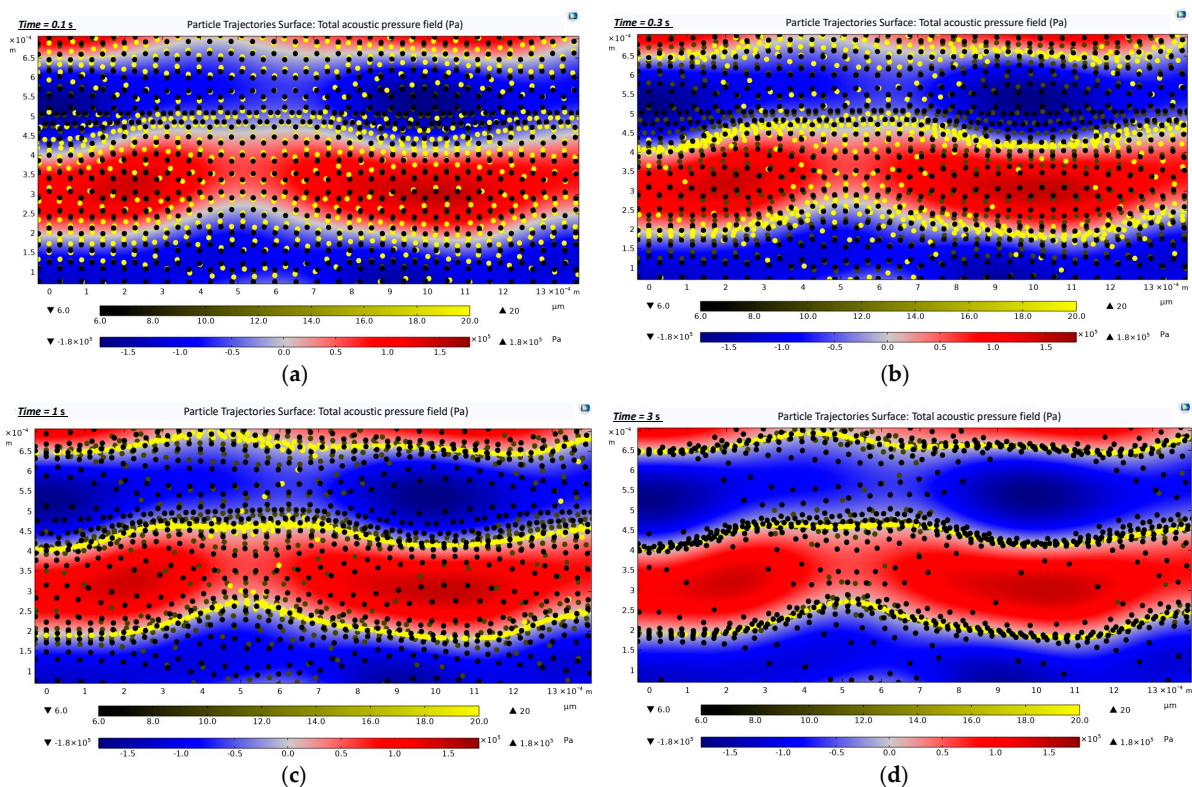 Time = 0.1 s Particle Trajectories Surface: Total acoustic pressure field (Pa)
×10⁻⁴
m
6.5
6
5.5
5
4.5
4
3.5
3
2.5
2
1.5
1
0 1 2 3 4 5 6 7 8 9 10 11 12 13 ×10⁻⁴ m
▼ 6.0 ▲ 20 μm
6.0 8.0 10.0 12.0 14.0 16.0 18.0 20.0
▼ -1.8×10⁵ ×10⁵ ▲ 1.8×10⁵ Pa
-1.5 -1.0 -0.5 0.0 0.5 1.0 1.5
(a)
Time = 0.3 s Particle Trajectories Surface: Total acoustic pressure field (Pa)
×10⁻⁴
m
6.5
6
5.5
5
4.5
4
3.5
3
2.5
2
1.5
1
0 1 2 3 4 5 6 7 8 9 10 11 12 13 ×10⁻⁴ m
▼ 6.0 ▲ 20 μm
6.0 8.0 10.0 12.0 14.0 16.0 18.0 20.0
▼ -1.8×10⁵ ×10⁵ ▲ 1.8×10⁵ Pa
-1.5 -1.0 -0.5 0.0 0.5 1.0 1.5
(b)
Time = 1 s Particle Trajectories Surface: Total acoustic pressure field (Pa)
×10⁻⁴
m
6.5
6
5.5
5
4.5
4
3.5
3
2.5
2
1.5
1
0 1 2 3 4 5 6 7 8 9 10 11 12 13 ×10⁻⁴ m
▼ 6.0 ▲ 20 μm
6.0 8.0 10.0 12.0 14.0 16.0 18.0 20.0
▼ -1.8×10⁵ ×10⁵ ▲ 1.8×10⁵ Pa
-1.5 -1.0 -0.5 0.0 0.5 1.0 1.5
(c)
Time = 3 s Particle Trajectories Surface: Total acoustic pressure field (Pa)
×10⁻⁴
m
6.5
6
5.5
5
4.5
4
3.5
3
2.5
2
1.5
1
0 1 2 3 4 5 6 7 8 9 10 11 12 13 ×10⁻⁴ m
▼ 6.0 ▲ 20 μm
6.0 8.0 10.0 12.0 14.0 16.0 18.0 20.0
▼ -1.8×10⁵ ×10⁵ ▲ 1.8×10⁵ Pa
-1.5 -1.0 -0.5 0.0 0.5 1.0 1.5
(d)